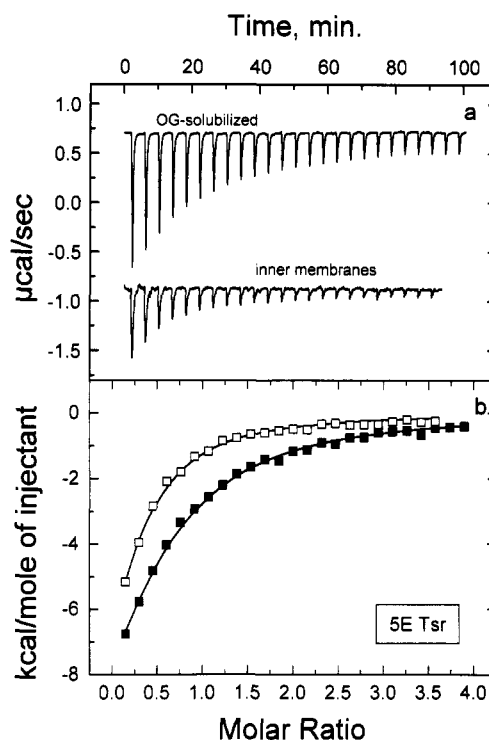 Time, min.
0 20 40 60 80 100
a
OG-solubilized
1.0
0.5
0.0
-0.5
-1.0
-1.5
µcal/sec
inner membranes
b
0
-2
-4
-6
-8
kcal/mole of injectant
5E Tsr
0.0 0.5 1.0 1.5 2.0 2.5 3.0 3.5 4.0
Molar Ratio